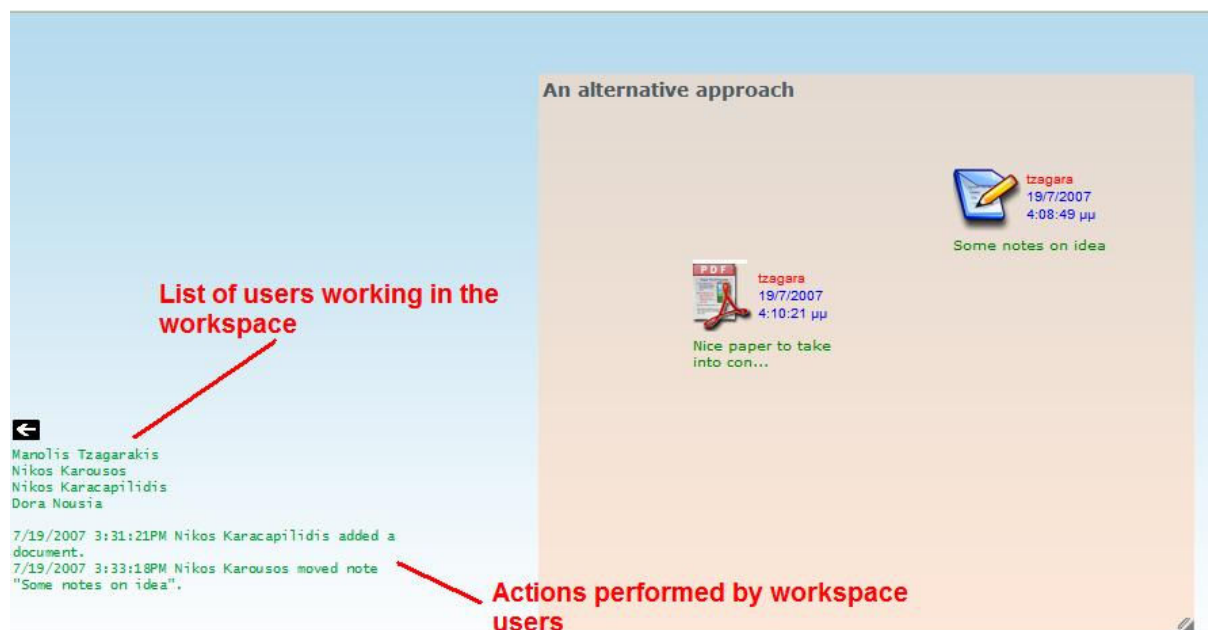 An alternative approach
tzagara
19/7/2007
4:08:49 μμ
Some notes on idea
PDF
tzagara
19/7/2007
4:10:21 μμ
Nice paper to take
into con...
List of users working in the
workspace
Manolis Tzagarakis
Nikos Karousos
Nikos Karacapilidis
Dora Nousia
7/19/2007 3:31:21PM Nikos Karacapilidis added a
document.
7/19/2007 3:33:18PM Nikos Karousos moved note
"Some notes on idea".
Actions performed by workspace
users